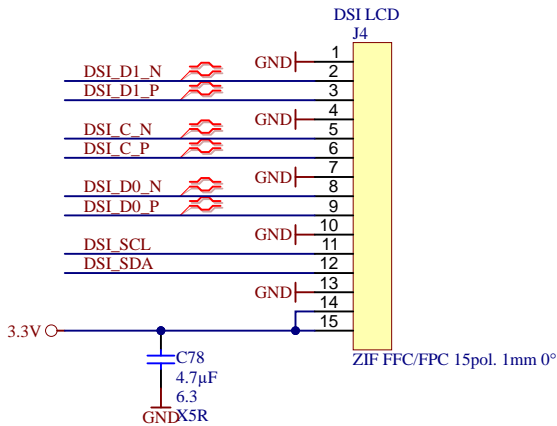 DSI LCD
J4
GND 1
DSI_D1_N 2
DSI_D1_P 3
GND 4
DSI_C_N 5
DSI_C_P 6
GND 7
DSI_D0_N 8
DSI_D0_P 9
GND 10
DSI_SCL 11
DSI_SDA 12
GND 13
14
3.3V 15
ZIF FFC/FPC 15pol. 1mm 0°
C78
4.7µF
6.3
X5R
GND